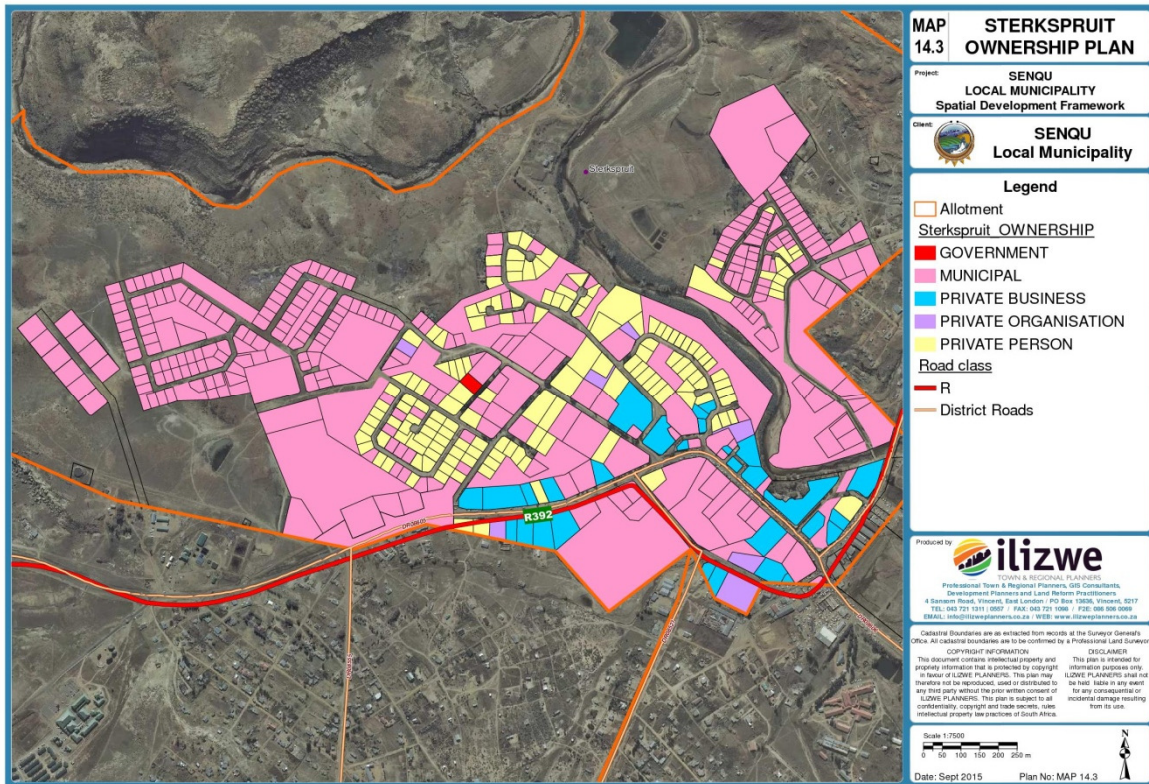 MAP
14.3
STERKSPRUIT
OWNERSHIP PLAN
Project:
SENQU
LOCAL MUNICIPALITY
Spatial Development Framework
Client:
SENQU
Local Municipality
Legend
Allotment
Sterkspruit_OWNERSHIP
GOVERNMENT
MUNICIPAL
PRIVATE BUSINESS
PRIVATE ORGANISATION
PRIVATE PERSON
Road class
R
District Roads
Sterkspruit
R392
Produced by
ilizwe
TOWN & REGIONAL PLANNERS
Professional Town & Regional Planners, GIS Consultants,
Development Planners and Land Reform Practitioners
4 Sansom Road, Vincent, East London / PO Box 13636, Vincent, 5217
TEL: 043 721 1311 | 0557 / FAX: 043 721 1096 / F2E: 086 506 0069
EMAIL: info@ilizweplanners.co.za / WEB: www.ilizweplanners.co.za
Cadastral Boundaries are as extracted from records at the Surveyor General's
Office. All cadastral boundaries are to be confirmed by a Professional Land Surveyor
COPYRIGHT INFORMATION
This document contains intellectual property and
propriety information that is protected by copyright
in favour of ILIZWE PLANNERS. This plan may
therefore not be reproduced, used or distributed to
any third party without the prior written consent of
ILIZWE PLANNERS. This plan is subject to all
confidentiality, copyright and trade secrets, rules
intellectual property law practices of South Africa.
DISCLAIMER
This plan is intended for
information purposes only.
ILIZWE PLANNERS shall not
be held liable in any event
for any consequential or
incidental damage resulting
from its use.
Scale 1:7500
0 50 100 150 200 250 m
N
Date: Sept 2015
Plan No: MAP 14.3